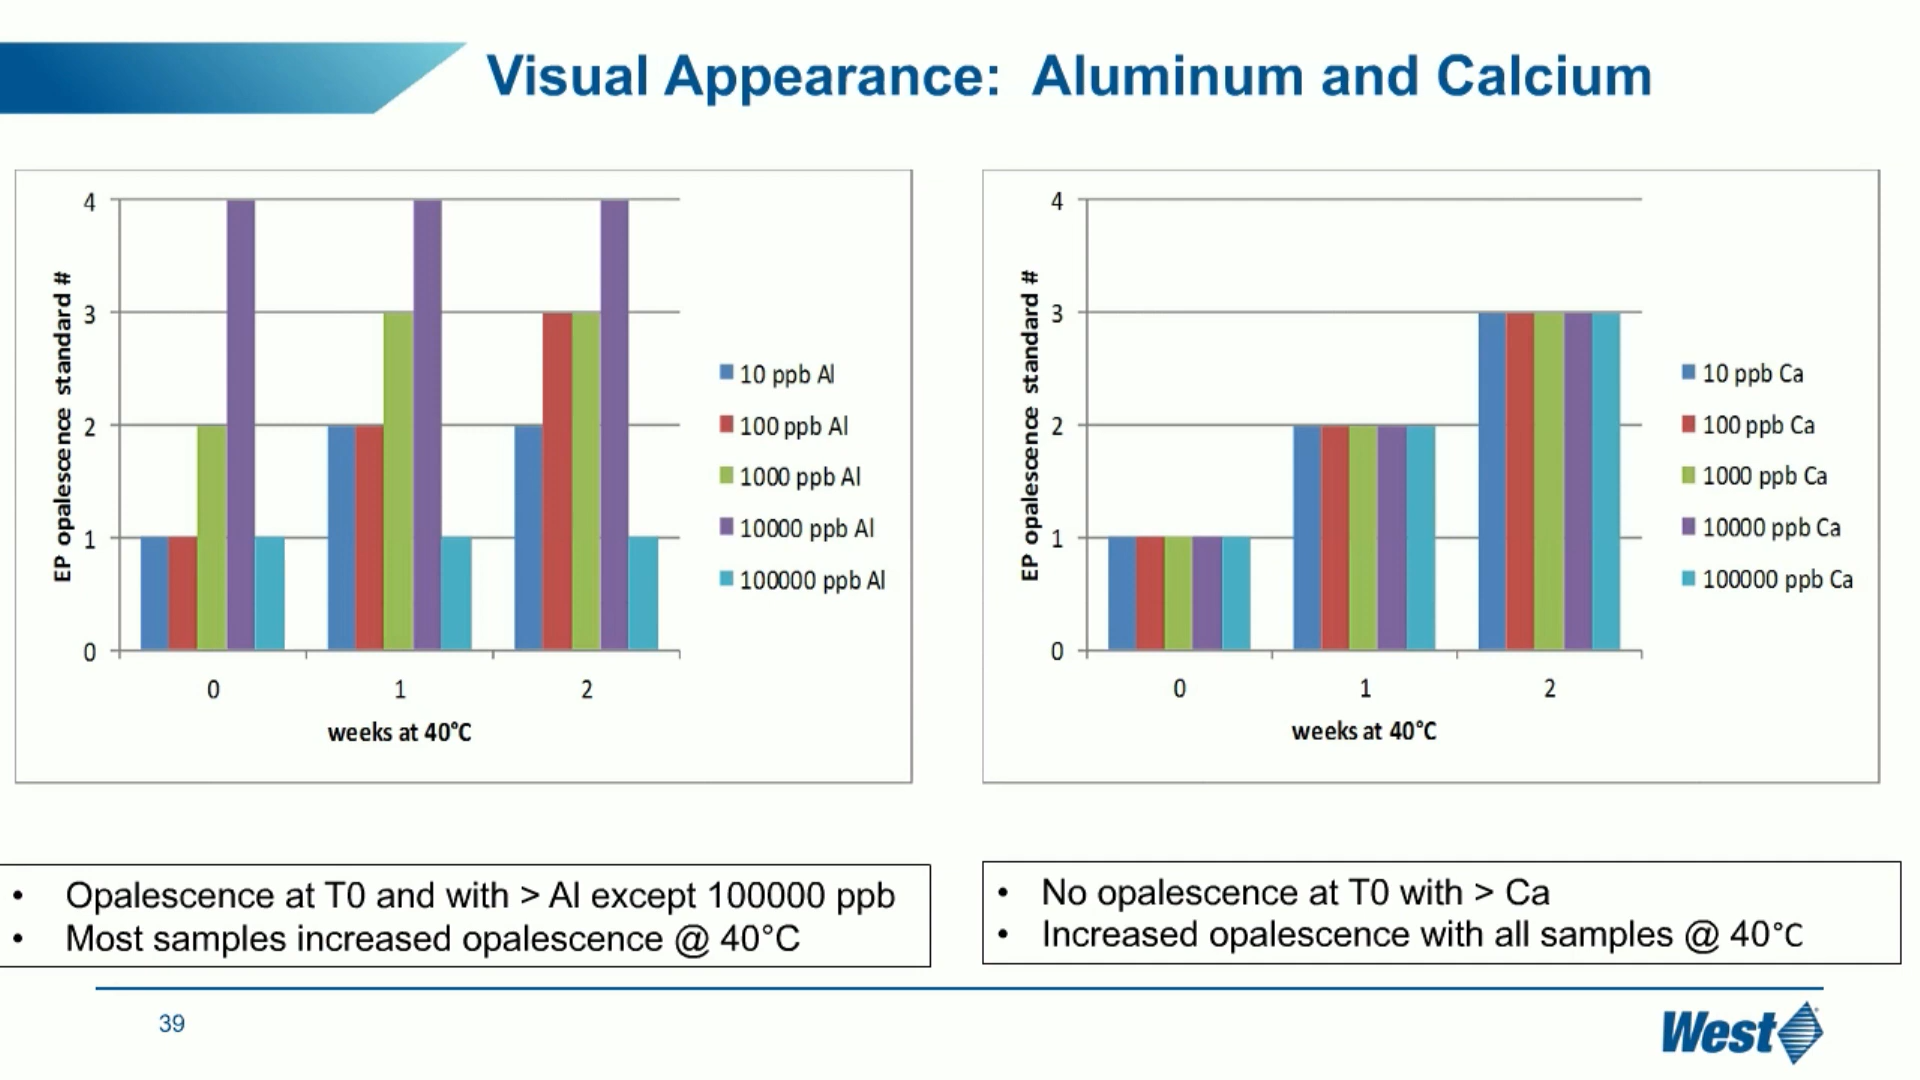 Visual Appearance:  Aluminum and Calcium
EP opalescence standard #
4
3
2
1
0
0 1 2
weeks at 40°C
10 ppb Al
100 ppb Al
1000 ppb Al
10000 ppb Al
100000 ppb Al
EP opalescence standard #
4
3
2
1
0
0 1 2
weeks at 40°C
10 ppb Ca
100 ppb Ca
1000 ppb Ca
10000 ppb Ca
100000 ppb Ca
• Opalescence at T0 and with > Al except 100000 ppb
• Most samples increased opalescence @ 40°C
• No opalescence at T0 with > Ca
• Increased opalescence with all samples @ 40°C
39
West